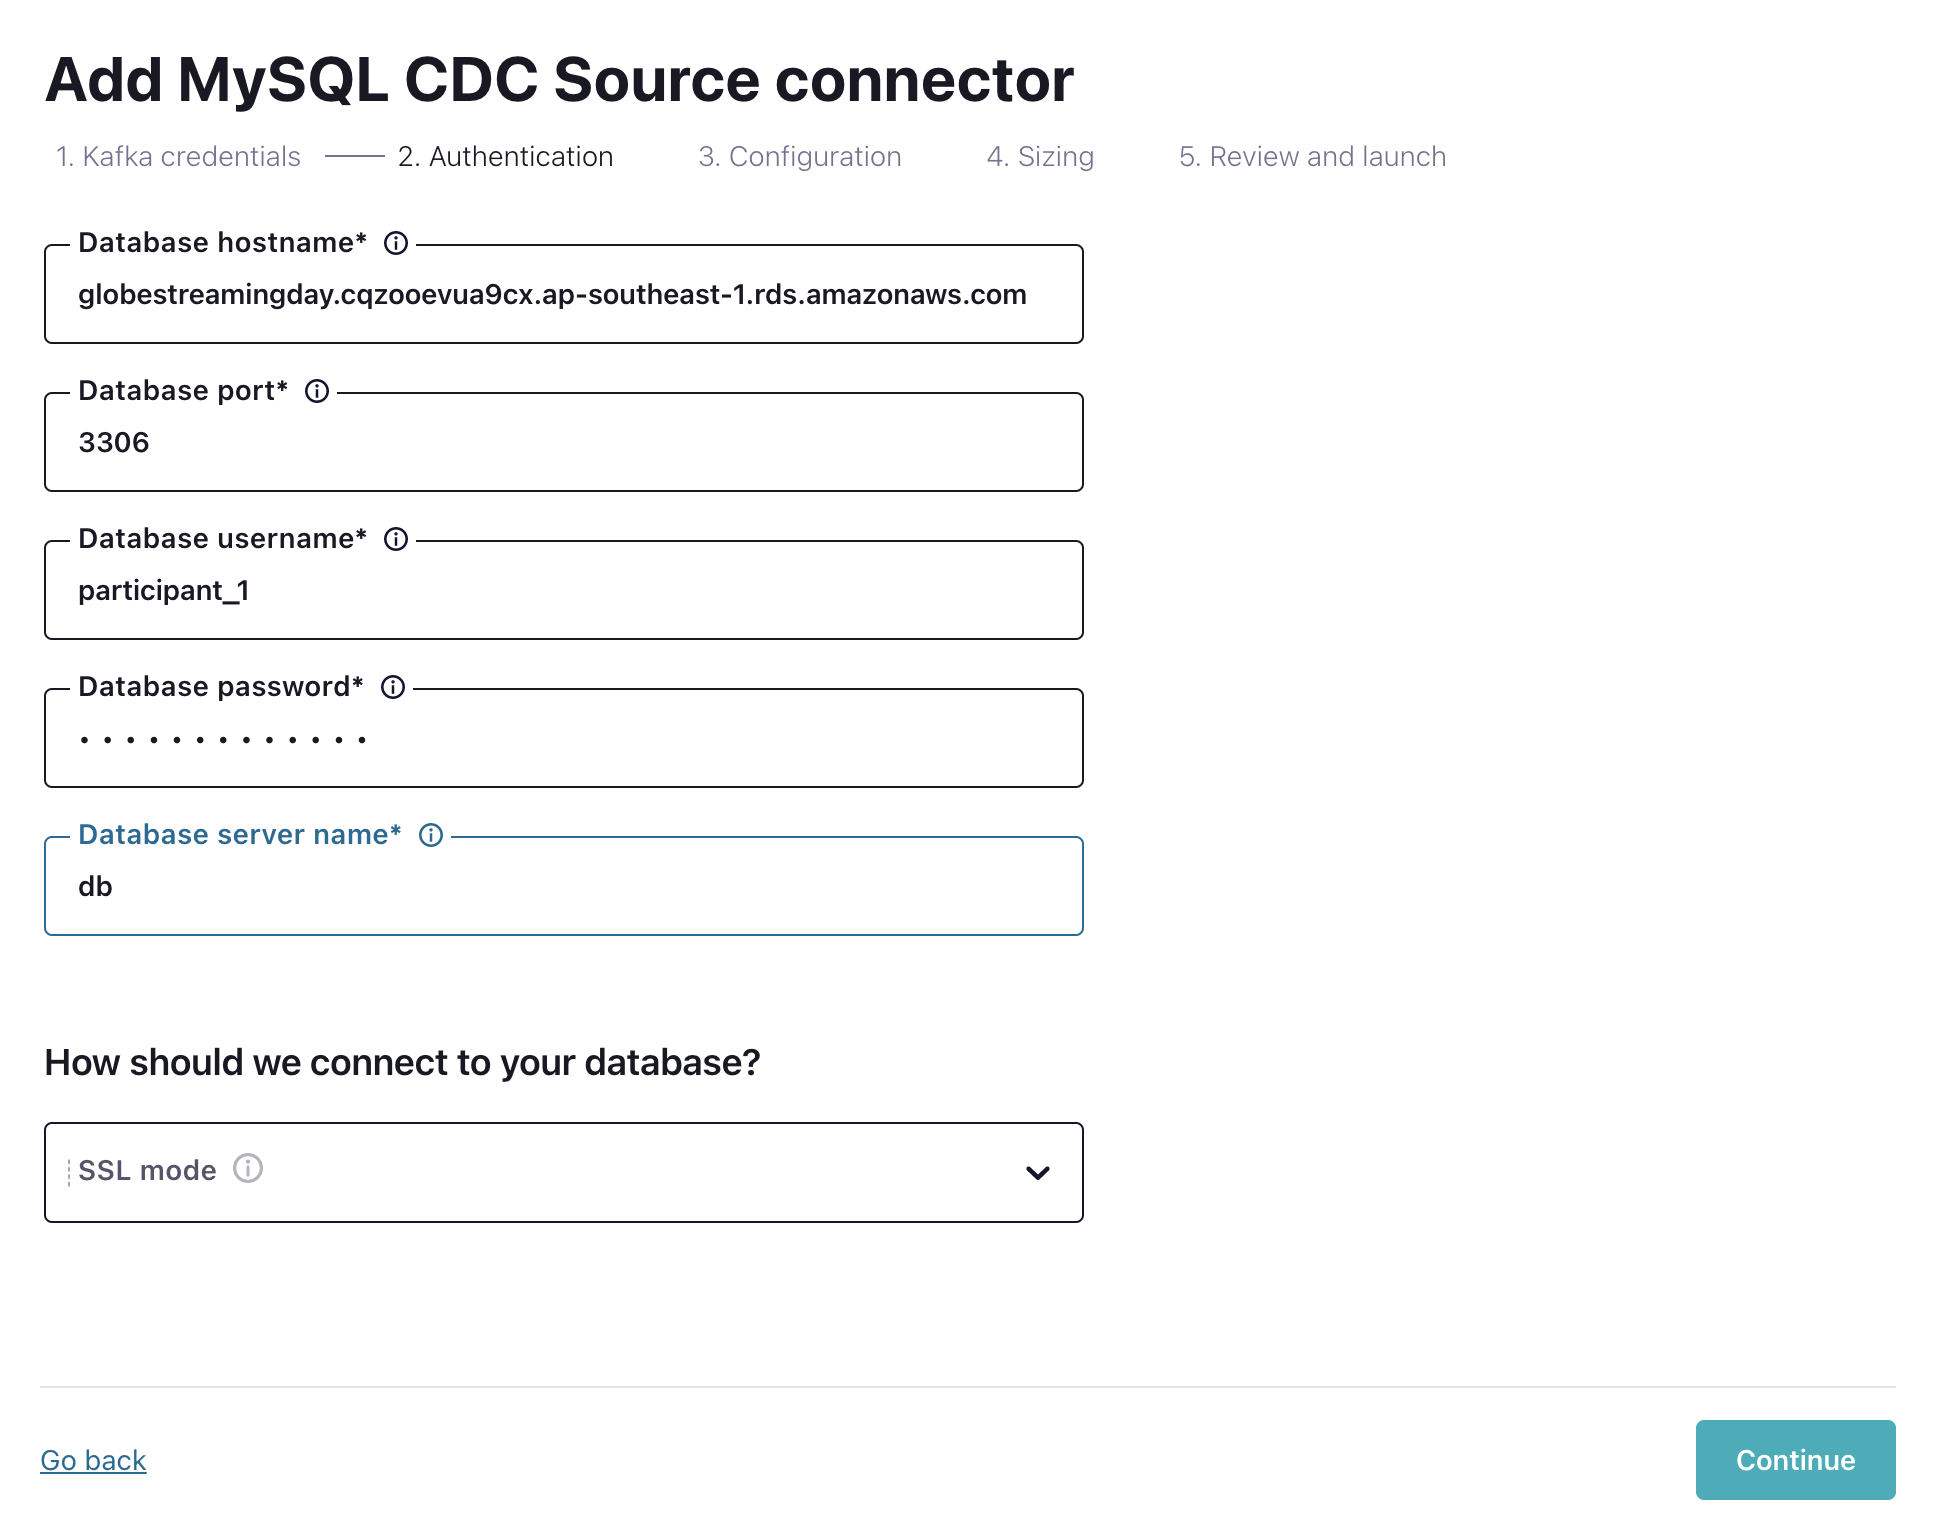 Add MySQL CDC Source connector
1. Kafka credentials 2. Authentication 3. Configuration 4. Sizing 5. Review and launch
Database hostname*
globestreamingday.cqzooevua9cx.ap-southeast-1.rds.amazonaws.com
Database port*
3306
Database username*
participant_1
Database password*
• • • • • • • • • • • • •
Database server name*
db
How should we connect to your database?
SSL mode
Go back
Continue